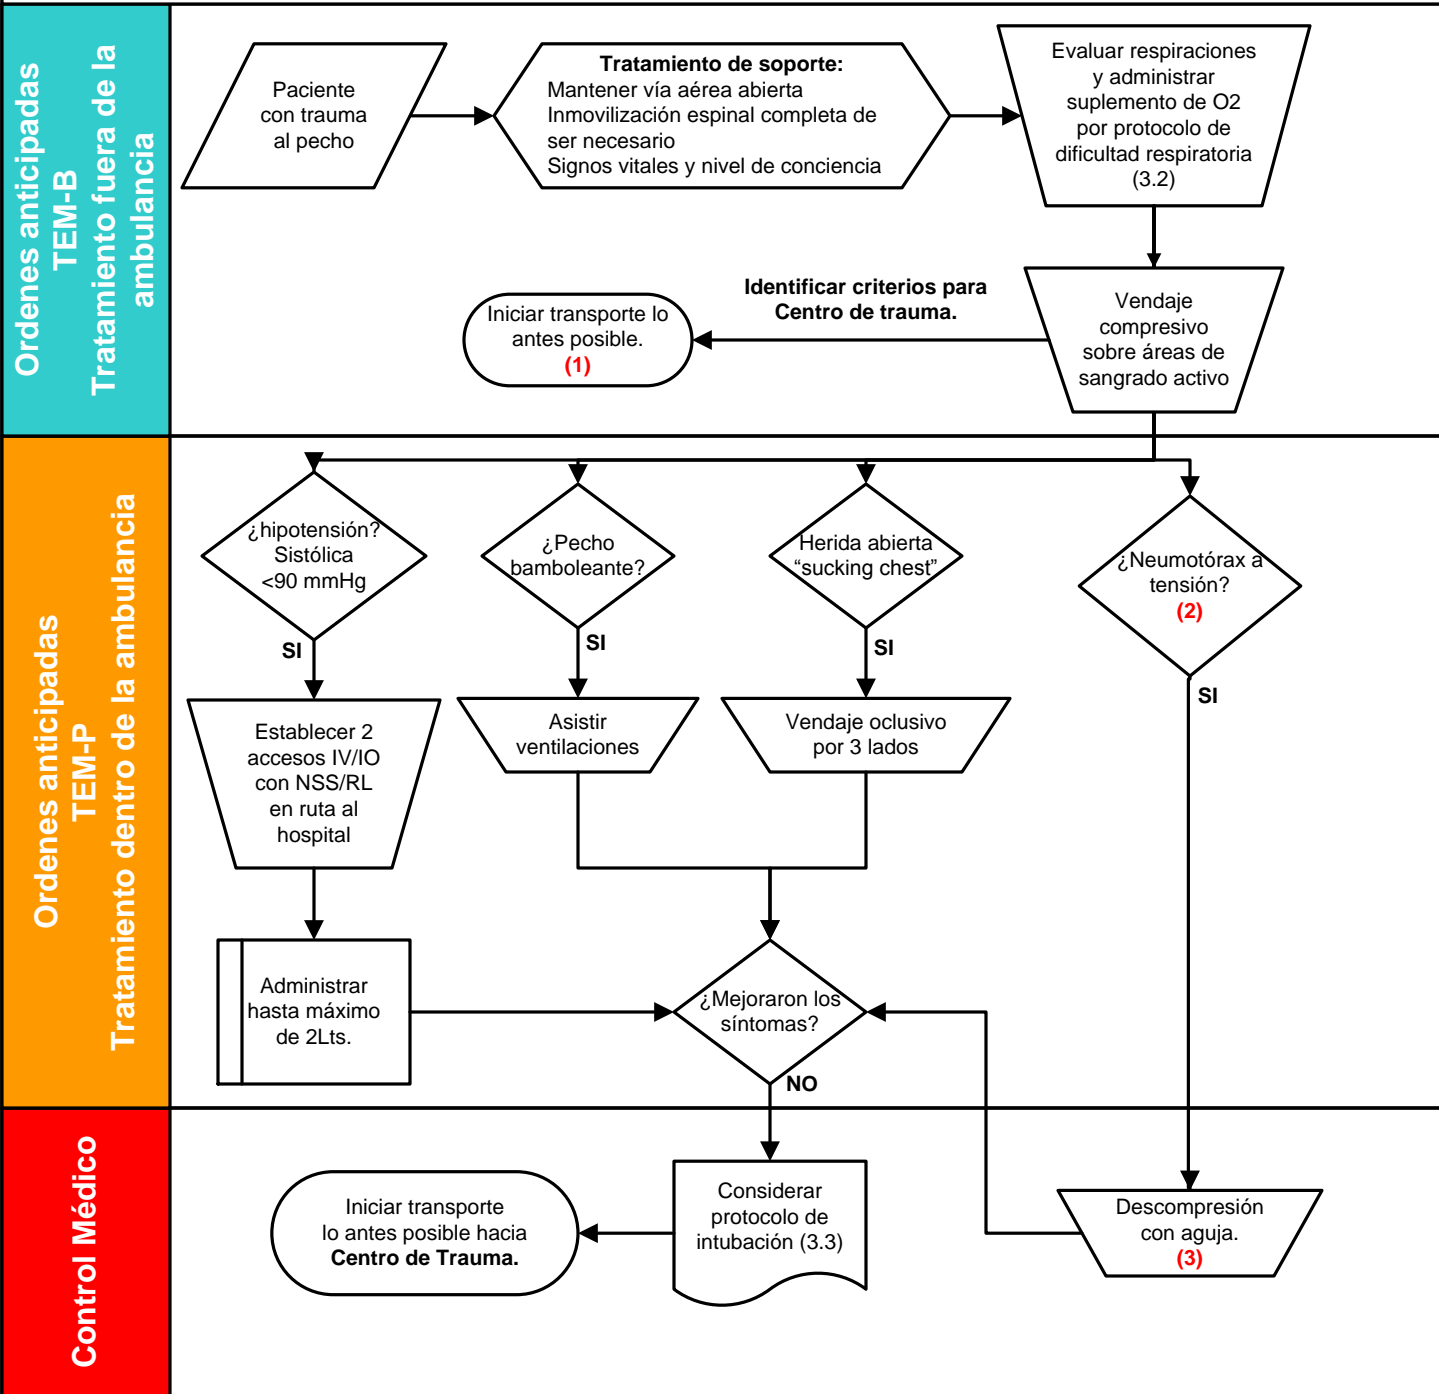 Ordenes anticipadas
TEM-B
Tratamiento fuera de la
ambulancia
Paciente
con trauma
al pecho
Tratamiento de soporte:
Mantener vía aérea abierta
Inmovilización espinal completa de
ser necesario
Signos vitales y nivel de conciencia
Evaluar respiraciones
y administrar
suplemento de O2
por protocolo de
dificultad respiratoria
(3.2)
Identificar criterios para
Centro de trauma.
Iniciar transporte lo
antes posible.
(1)
Vendaje
compresivo
sobre áreas de
sangrado activo
Ordenes anticipadas
TEM-P
Tratamiento dentro de la ambulancia
¿hipotensión?
Sistólica
<90 mmHg
¿Pecho
bamboleante?
Herida abierta
“sucking chest”
¿Neumotórax a
tensión?
(2)
SI
SI
SI
SI
Establecer 2
accesos IV/IO
con NSS/RL
en ruta al
hospital
Asistir
ventilaciones
Vendaje oclusivo
por 3 lados
Administrar
hasta máximo
de 2Lts.
¿Mejoraron los
síntomas?
NO
Control Médico
Iniciar transporte
lo antes posible hacia
Centro de Trauma.
Considerar
protocolo de
intubación (3.3)
Descompresión
con aguja.
(3)